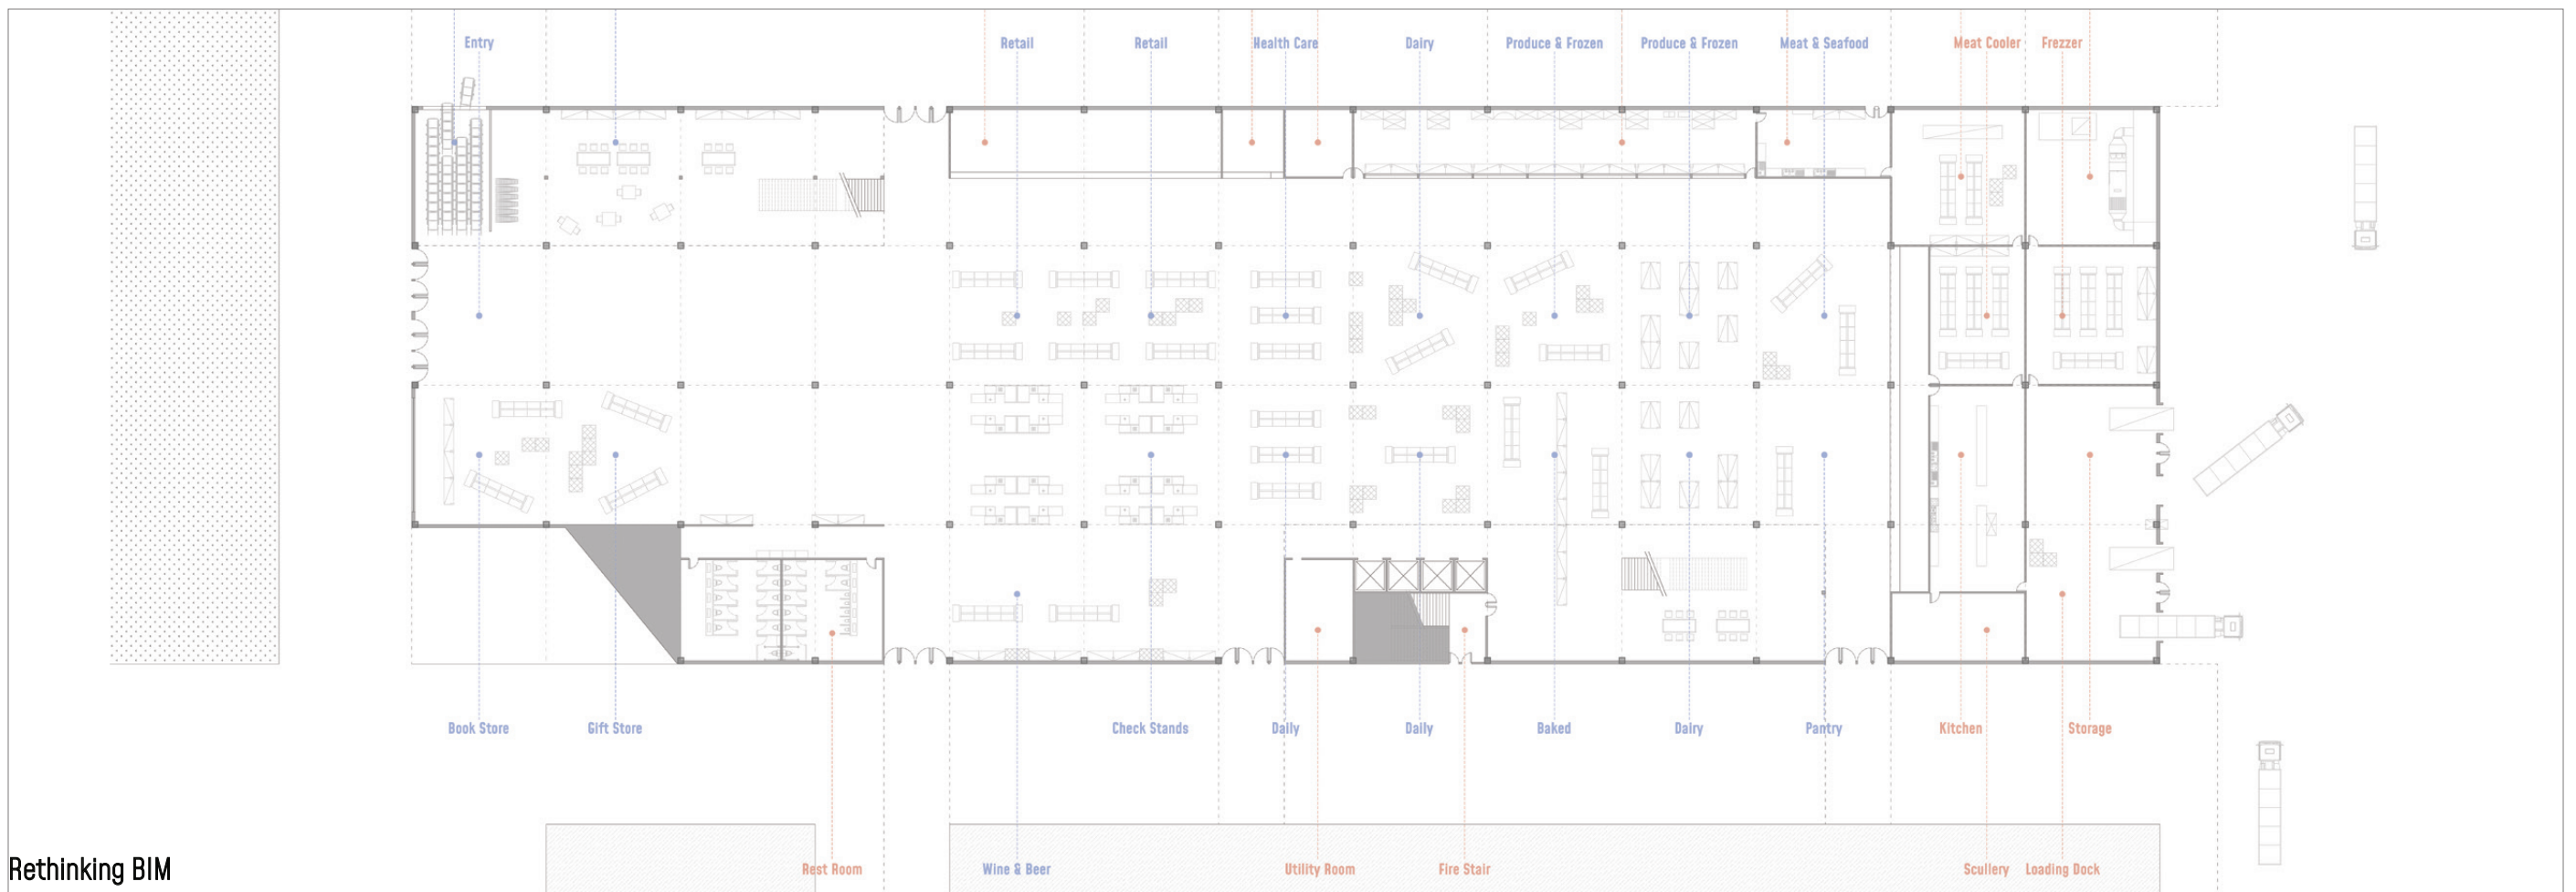 Entry
Retail
Retail
Health Care
Dairy
Produce & Frozen
Produce & Frozen
Meat & Seafood
Meat Cooler
Frezzer
Book Store
Gift Store
Check Stands
Daily
Daily
Baked
Dairy
Pantry
Kitchen
Storage
Rest Room
Wine & Beer
Utility Room
Fire Stair
Scullery
Loading Dock
Rethinking BIM